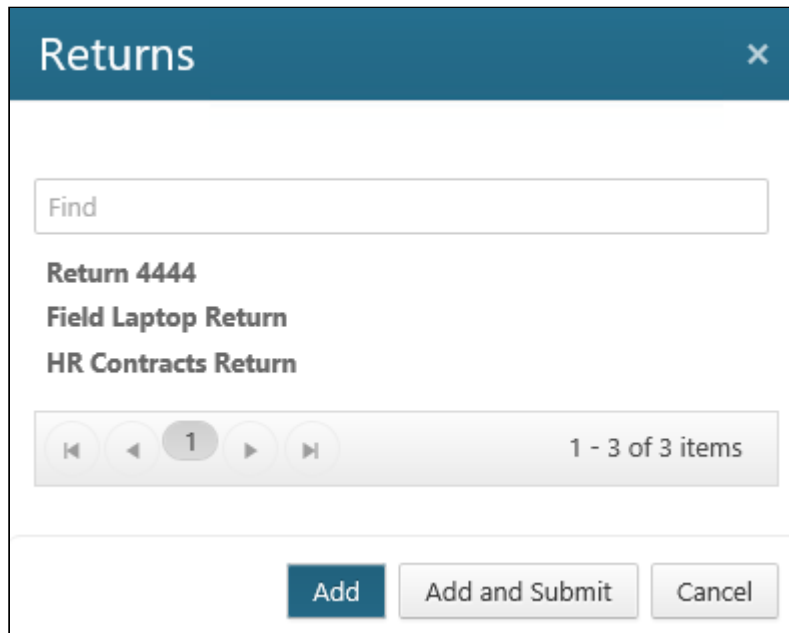 Returns
Find
Return 4444
Field Laptop Return
HR Contracts Return
1 1 - 3 of 3 items
Add Add and Submit Cancel